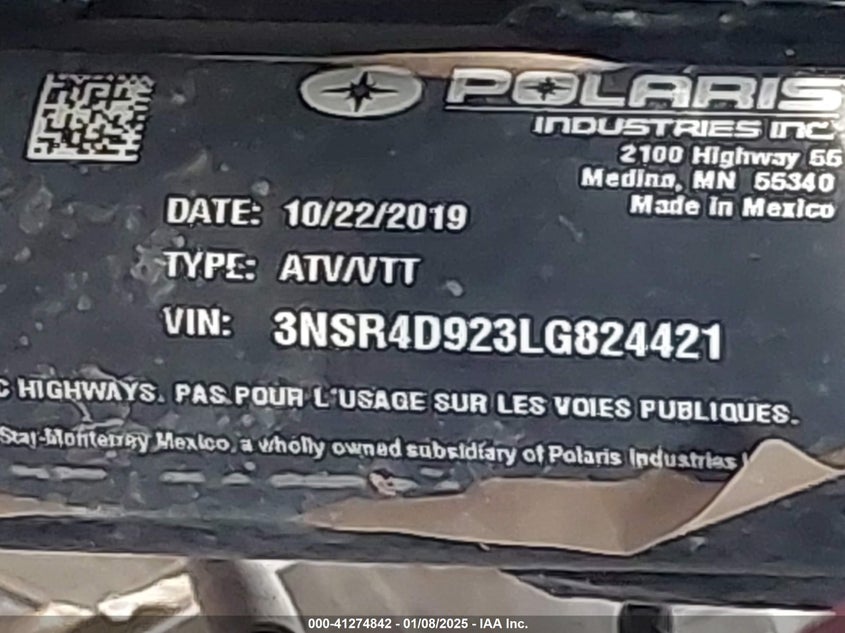 POLARIS
INDUSTRIES INC.
2100 Highway 55
Medina, MN 55340
Made in Mexico
DATE: 10/22/2019
TYPE: ATV/VTT
VIN: 3NSR4D923LG824421
C HIGHWAYS. PAS POUR L'USAGE SUR LES VOIES PUBLIQUES.
Star-Monterrey Mexico, a wholly owned subsidiary of Polaris Industries
000-41274842 - 01/08/2025 - IAA Inc.